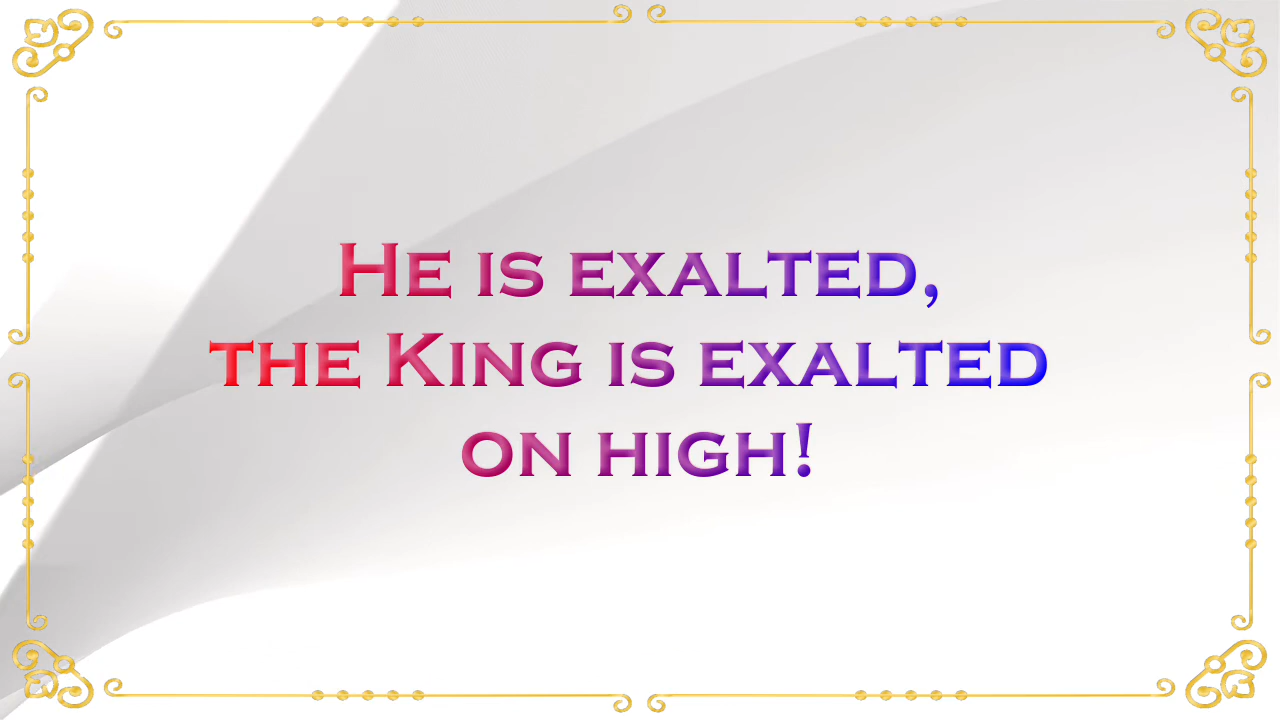 He is exalted,
the King is exalted
on high!